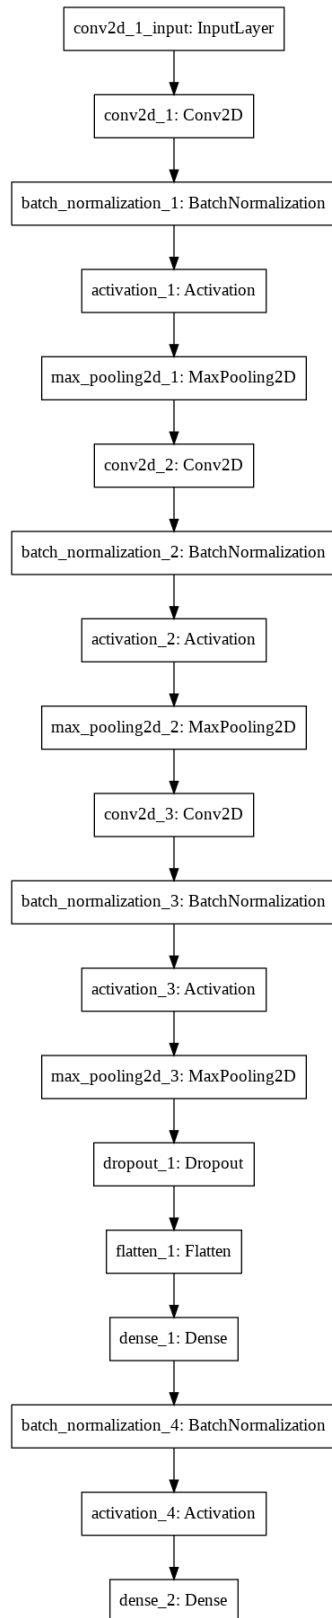 conv2d_1_input: InputLayer
conv2d_1: Conv2D
batch_normalization_1: BatchNormalization
activation_1: Activation
max_pooling2d_1: MaxPooling2D
conv2d_2: Conv2D
batch_normalization_2: BatchNormalization
activation_2: Activation
max_pooling2d_2: MaxPooling2D
conv2d_3: Conv2D
batch_normalization_3: BatchNormalization
activation_3: Activation
max_pooling2d_3: MaxPooling2D
dropout_1: Dropout
flatten_1: Flatten
dense_1: Dense
batch_normalization_4: BatchNormalization
activation_4: Activation
dense_2: Dense